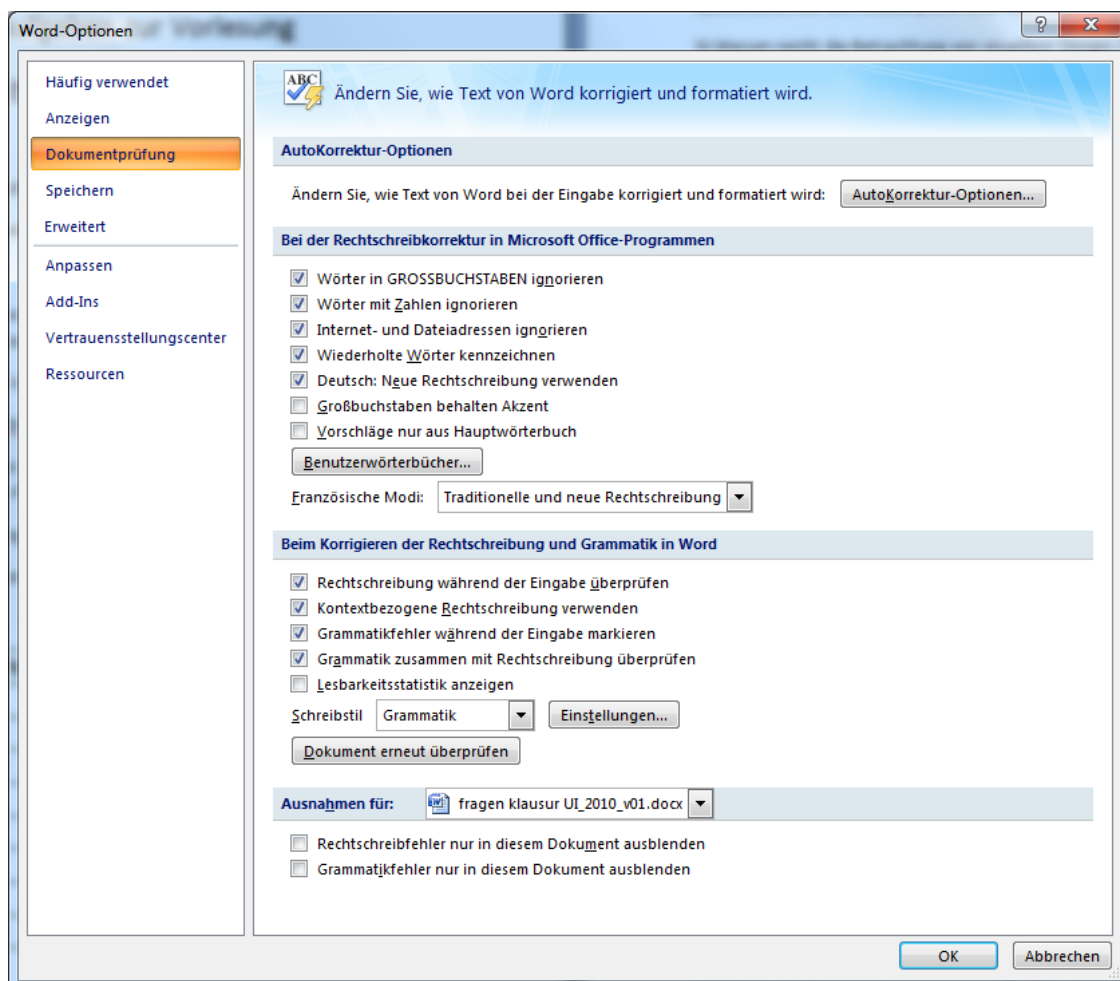 Word-Optionen
Häufig verwendet
Anzeigen
Dokumentprüfung
Speichern
Erweitert
Anpassen
Add-Ins
Vertrauensstellungscenter
Ressourcen
ABC
Ändern Sie, wie Text von Word korrigiert und formatiert wird.
AutoKorrektur-Optionen
Ändern Sie, wie Text von Word bei der Eingabe korrigiert und formatiert wird: AutoKorrektur-Optionen...
Bei der Rechtschreibkorrektur in Microsoft Office-Programmen
Wörter in GROSSBUCHSTABEN ignorieren
Wörter mit Zahlen ignorieren
Internet- und Dateiadressen ignorieren
Wiederholte Wörter kennzeichnen
Deutsch: Neue Rechtschreibung verwenden
Großbuchstaben behalten Akzent
Vorschläge nur aus Hauptwörterbuch
Benutzerwörterbücher...
Französische Modi: Traditionelle und neue Rechtschreibung
Beim Korrigieren der Rechtschreibung und Grammatik in Word
Rechtschreibung während der Eingabe überprüfen
Kontextbezogene Rechtschreibung verwenden
Grammatikfehler während der Eingabe markieren
Grammatik zusammen mit Rechtschreibung überprüfen
Lesbarkeitsstatistik anzeigen
Schreibstil Grammatik Einstellungen...
Dokument erneut überprüfen
Ausnahmen für: fragen klausur UI_2010_v01.docx
Rechtschreibfehler nur in diesem Dokument ausblenden
Grammatikfehler nur in diesem Dokument ausblenden
OK Abbrechen